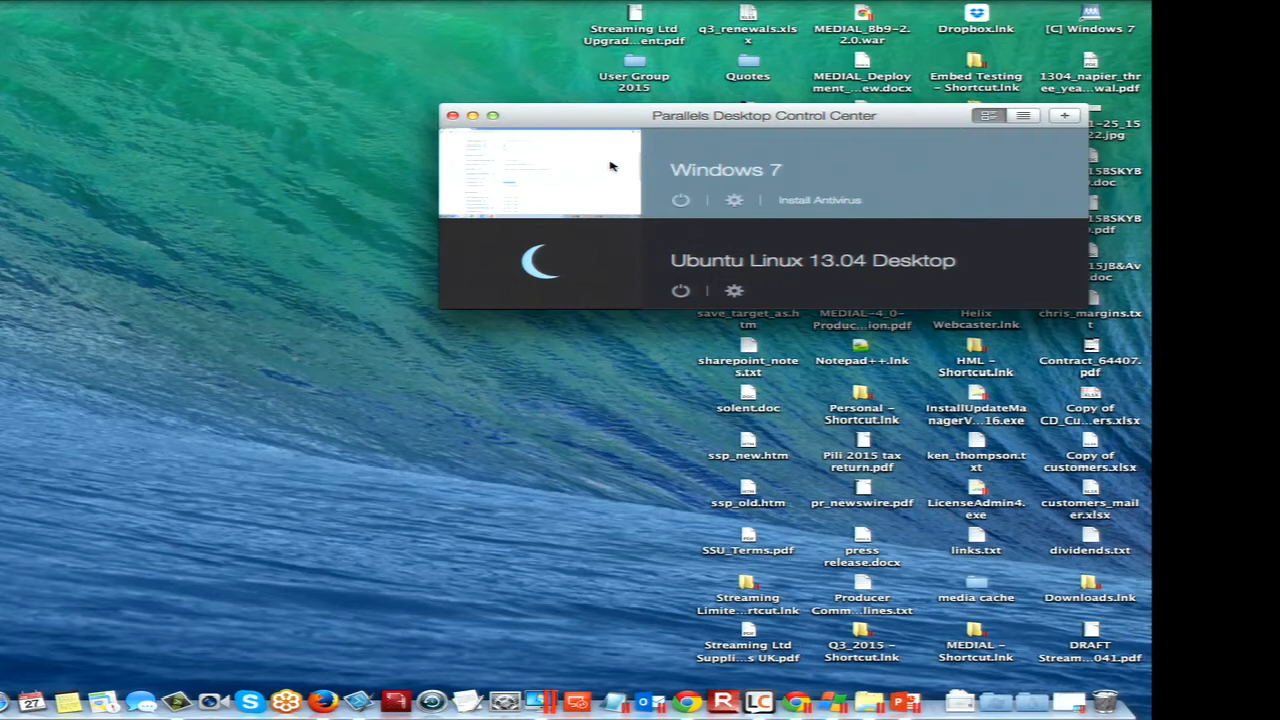 Streaming Ltd
Upgrad...ent.pdf
q3_renewals.xls
x
MEDIAL_Bb9-2.
2.0.war
Dropbox.lnk
[C] Windows 7
User Group
2015
Quotes
MEDIAL_Deploy
ment_...ew.docx
Embed Testing
- Shortcut.lnk
1304_napier_thr
ee_yea...wal.pdf
Parallels Desktop Control Center
Windows 7
Install Antivirus
Ubuntu Linux 13.04 Desktop
save_target_as.h
tm
MEDIAL-4_0-
Produc...ion.pdf
Helix
Webcaster.lnk
chris_margins.tx
t
sharepoint_note
s.txt
Notepad++.lnk
HML -
Shortcut.lnk
Contract_64407.
pdf
solent.doc
Personal -
Shortcut.lnk
InstallUpdateMa
nagerV...16.exe
Copy of
CD_Cu...ers.xlsx
ssp_new.htm
Pili 2015 tax
return.pdf
ken_thompson.t
xt
Copy of
customers.xlsx
ssp_old.htm
pr_newswire.pdf
LicenseAdmin4.
exe
customers_mail
er.xlsx
SSU_Terms.pdf
press
release.docx
links.txt
dividends.txt
Streaming
Limite...rtcut.lnk
Producer
Comm...lines.txt
media cache
Downloads.lnk
Streaming Ltd
Suppli...s UK.pdf
Q3_2015 -
Shortcut.lnk
MEDIAL -
Shortcut.lnk
DRAFT
Stream...041.pdf
27